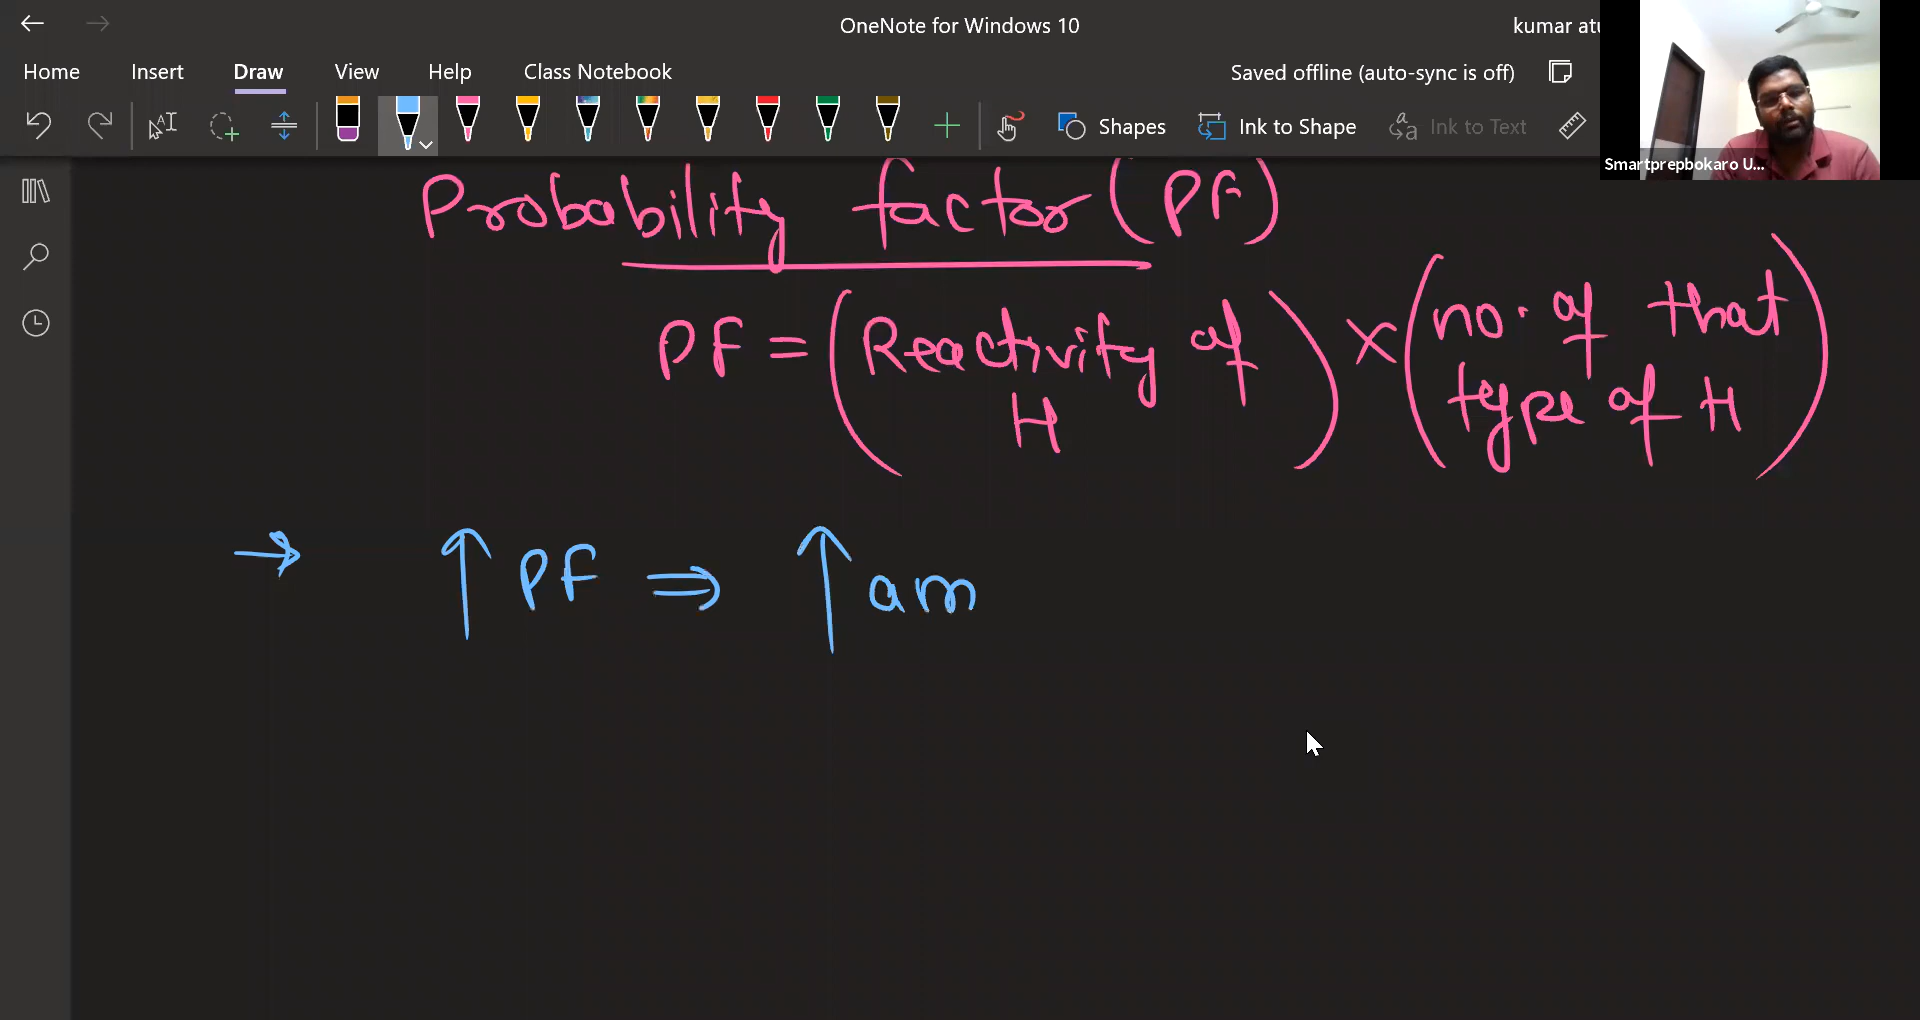 OneNote for Windows 10
kumar atu
Home Insert Draw View Help Class Notebook
Saved offline (auto-sync is off)
Shapes Ink to Shape Ink to Text
Smartprepbokaro U...
Probability factor (PF)
PF = (Reactivity of H) × (no. of that type of H)
→ ↑ PF ⇒ ↑ am